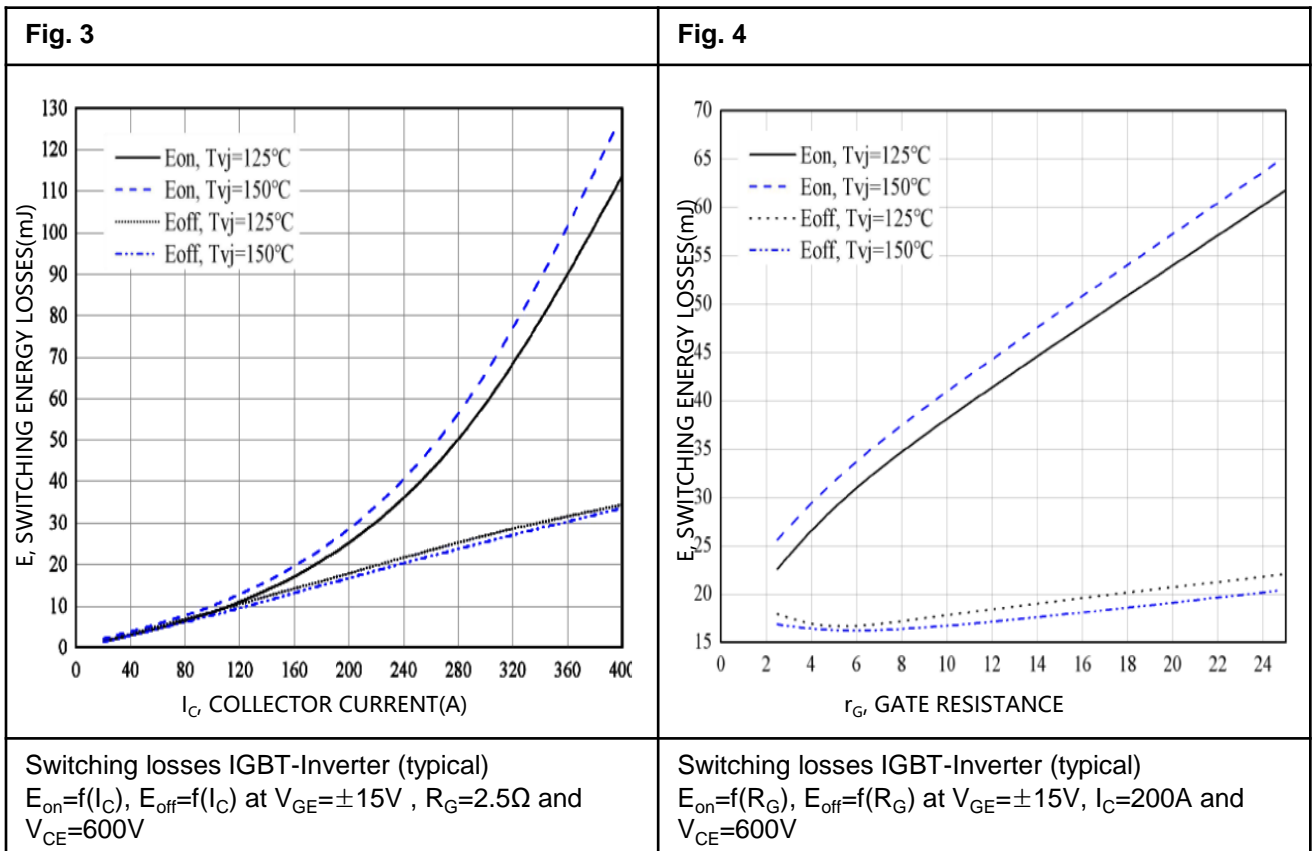 Fig. 3
130
120
110
100
90
80
70
60
50
40
30
20
10
0
Eon, Tvj=125℃
Eon, Tvj=150℃
Eoff, Tvj=125℃
Eoff, Tvj=150℃
E, SWITCHING ENERGY LOSSES(mJ)
0 40 80 120 160 200 240 280 320 360 400
I_C, COLLECTOR CURRENT(A)
Switching losses IGBT-Inverter (typical)
E_on=f(I_C), E_off=f(I_C) at V_GE=±15V , R_G=2.5Ω and
V_CE=600V
Fig. 4
70
65
60
55
50
45
40
35
30
25
20
15
Eon, Tvj=125℃
Eon, Tvj=150℃
Eoff, Tvj=125℃
Eoff, Tvj=150℃
E, SWITCHING ENERGY LOSSES(mJ)
0 2 4 6 8 10 12 14 16 18 20 22 24
r_G, GATE RESISTANCE
Switching losses IGBT-Inverter (typical)
E_on=f(R_G), E_off=f(R_G) at V_GE=±15V, I_C=200A and
V_CE=600V